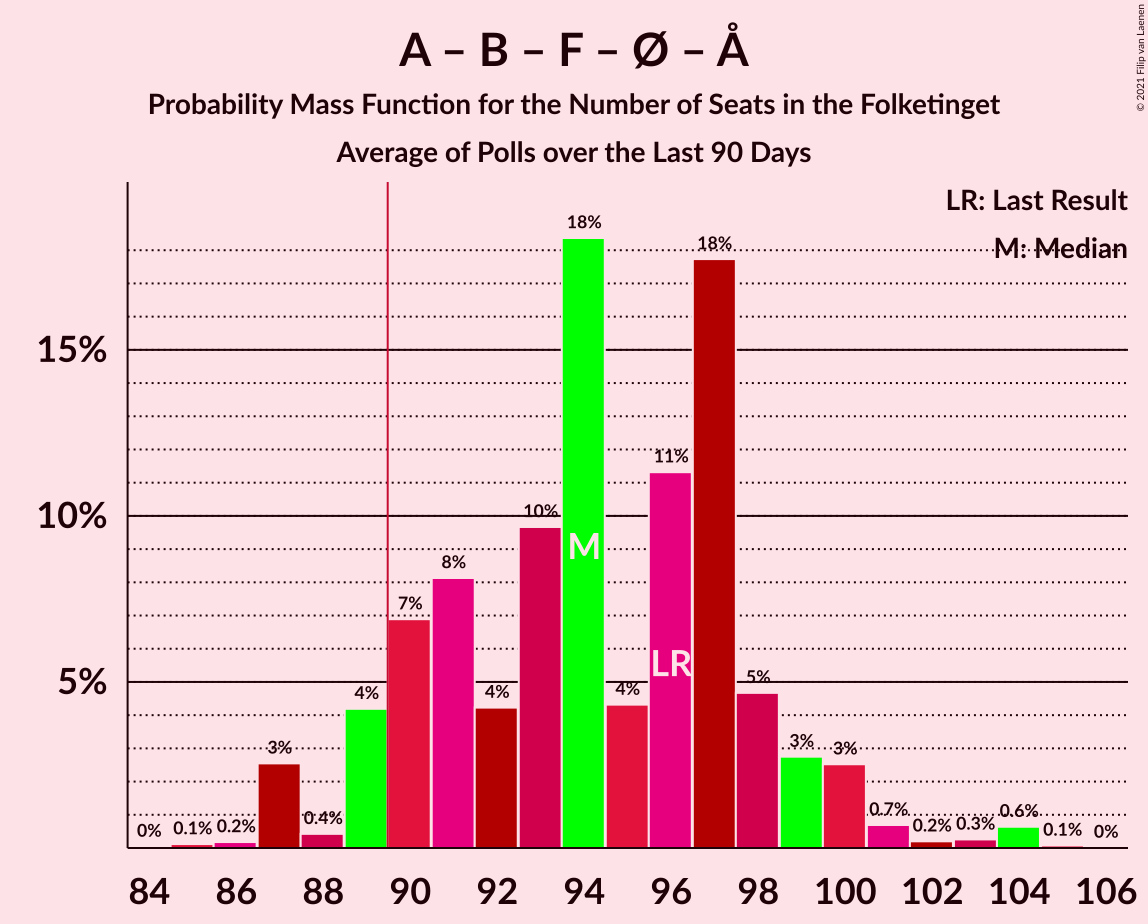 © 2021 Filip van Laenen
A – B – F – Ø – Å
Probability Mass Function for the Number of Seats in the Folketinget
Average of Polls over the Last 90 Days
LR: Last Result
M: Median
15%
10%
5%
0%
0.1%
0.2%
3%
0.4%
4%
7%
8%
4%
10%
18%
4%
11%
18%
5%
3%
3%
0.7%
0.2%
0.3%
0.6%
0.1%
0%
M
LR
84 86 88 90 92 94 96 98 100 102 104 106